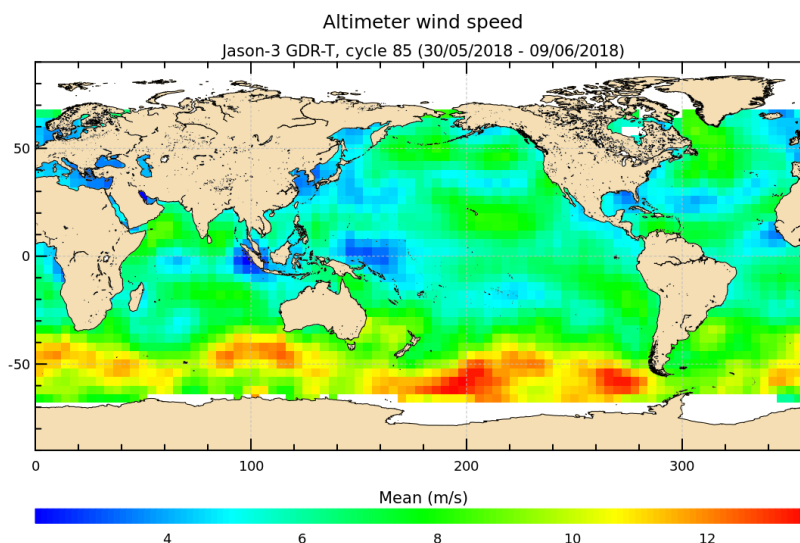 Altimeter wind speed
Jason-3 GDR-T, cycle 85 (30/05/2018 - 09/06/2018)
50
0
-50
0 100 200 300
Mean (m/s)
4 6 8 10 12